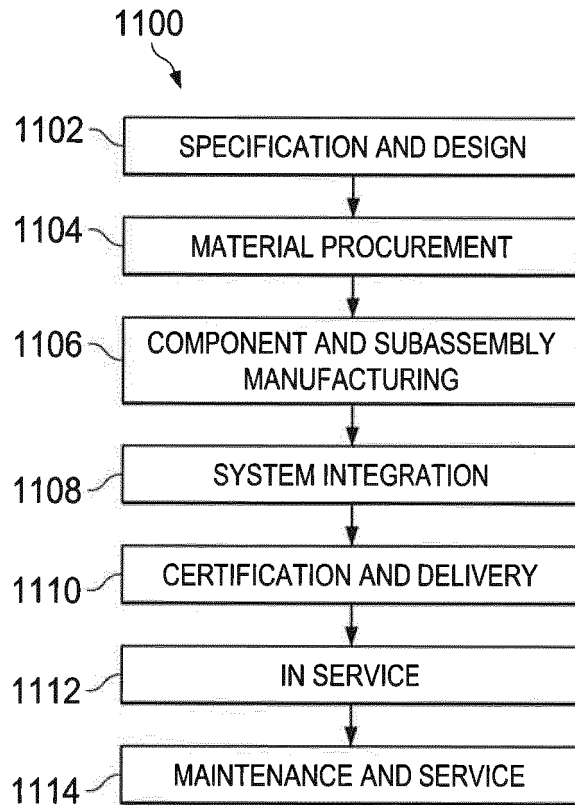 1100
1102
SPECIFICATION AND DESIGN
1104
MATERIAL PROCUREMENT
1106
COMPONENT AND SUBASSEMBLY
MANUFACTURING
1108
SYSTEM INTEGRATION
1110
CERTIFICATION AND DELIVERY
1112
IN SERVICE
1114
MAINTENANCE AND SERVICE